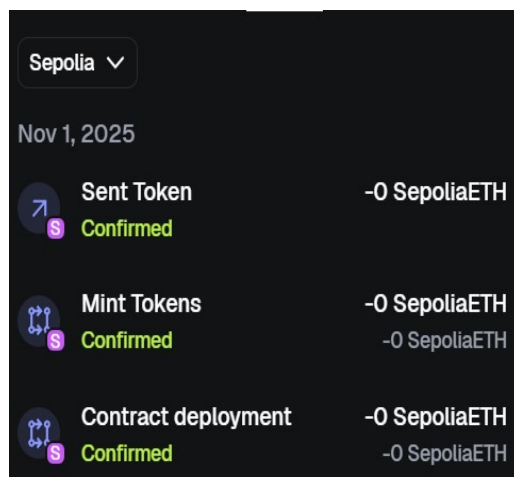 Sepolia
Nov 1, 2025
Sent Token -0 SepoliaETH
S Confirmed
Mint Tokens -0 SepoliaETH
S Confirmed -0 SepoliaETH
Contract deployment -0 SepoliaETH
S Confirmed -0 SepoliaETH